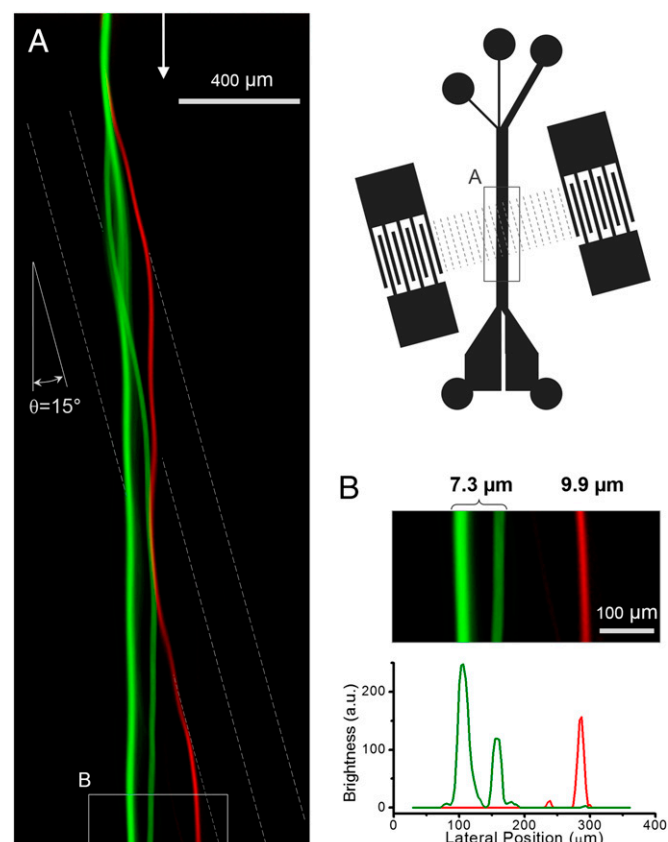 A
400 µm
θ=15°
B
A
B
7.3 µm
9.9 µm
100 µm
Brightness (a.u.)
200
100
0
0
100
200
300
400
Lateral Position (µm)